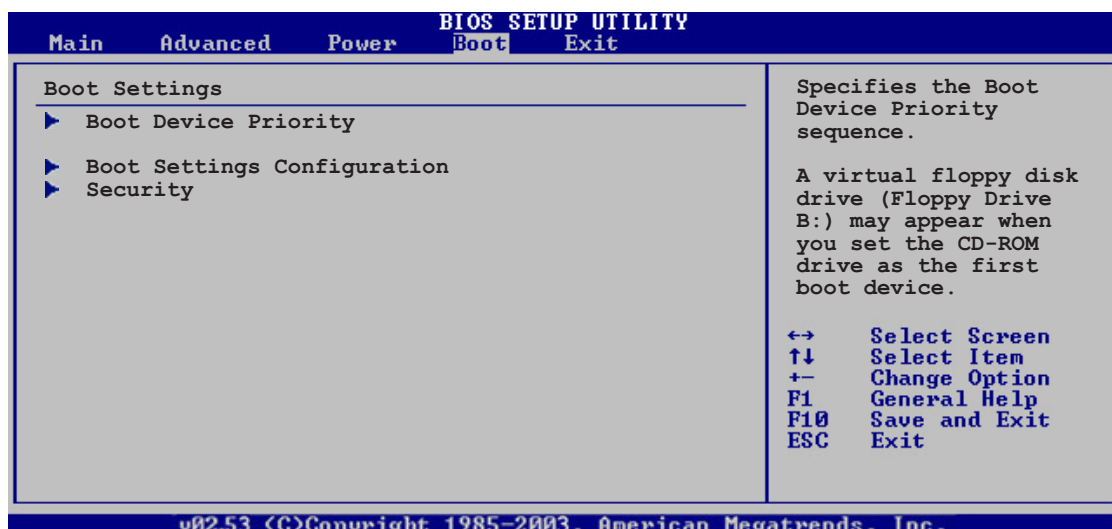 BIOS SETUP UTILITY
Main Advanced Power Boot Exit
Boot Settings
Boot Device Priority
Boot Settings Configuration
Security
Specifies the Boot
Device Priority
sequence.
A virtual floppy disk
drive (Floppy Drive
B:) may appear when
you set the CD-ROM
drive as the first
boot device.
←→ Select Screen
↑↓ Select Item
+- Change Option
F1 General Help
F10 Save and Exit
ESC Exit
v02.53 (C)Copyright 1985-2003, American Megatrends, Inc.